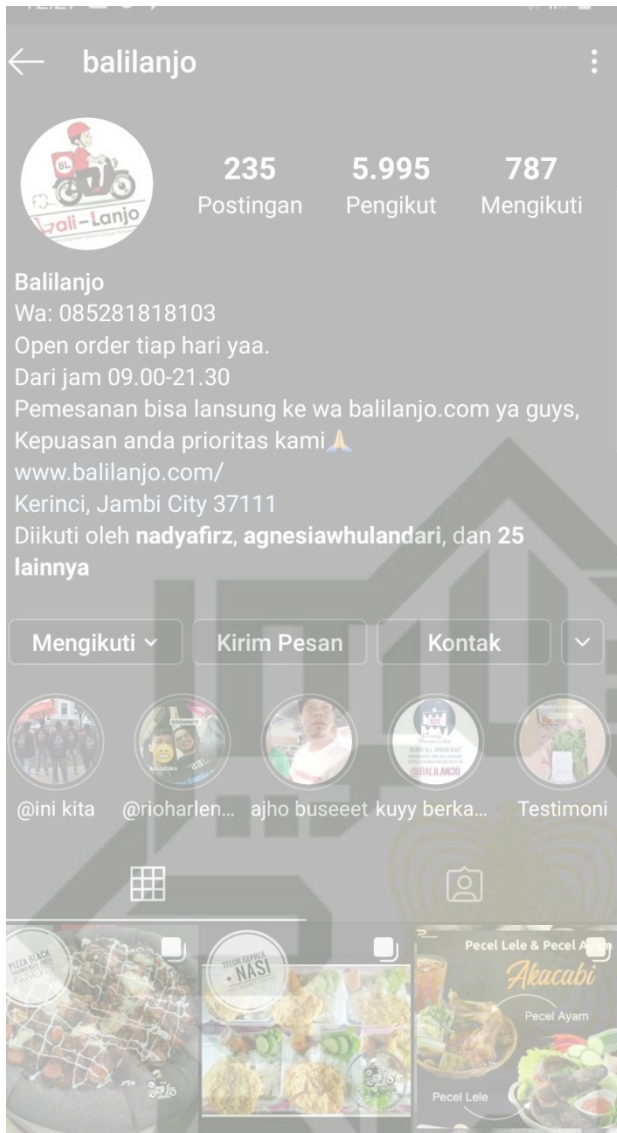 balilanjo
BL
Bali-Lanjo
235
5.995
787
Postingan
Pengikut
Mengikuti
Balilanjo
Wa: 085281818103
Open order tiap hari yaa.
Dari jam 09.00-21.30
Pemesanan bisa lansung ke wa balilanjo.com ya guys,
Kepuasan anda prioritas kami🙏
www.balilanjo.com/
Kerinci, Jambi City 37111
Diikuti oleh nadyafirz, agnesiawhulandari, dan 25
lainnya
Mengikuti
Kirim Pesan
Kontak
@BALILANJO
@ini kita
@rioharlen...
ajho buseeet
kuyy berka...
Testimoni
PIZZA BLACK
TELUR GEPREK
+ NASI
Pecel Lele & Pecel Ayam
Akacabi
Pecel Ayam
Pecel Lele